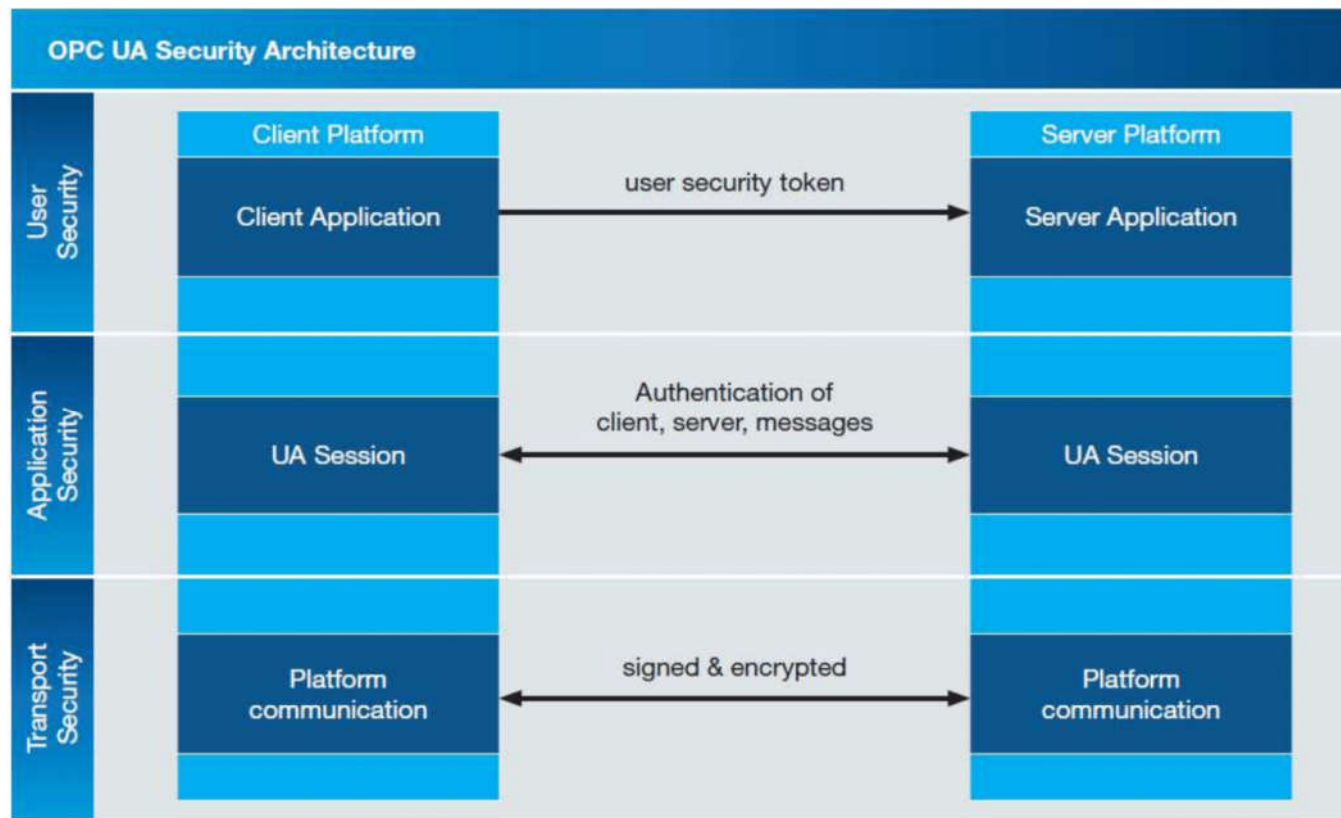 OPC UA Security Architecture
User
Security
Client Platform
Client Application
user security token
Server Platform
Server Application
Application
Security
UA Session
Authentication of
client, server, messages
UA Session
Transport
Security
Platform
communication
signed & encrypted
Platform
communication